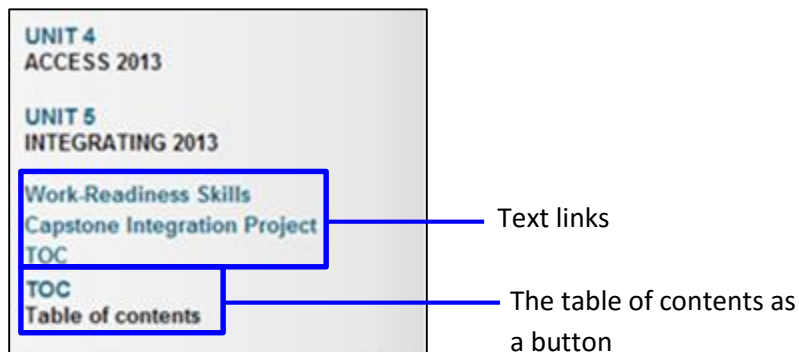 UNIT 4
ACCESS 2013
UNIT 5
INTEGRATING 2013
Work-Readiness Skills
Capstone Integration Project
TOC
TOC
Table of contents
Text links
The table of contents as
a button